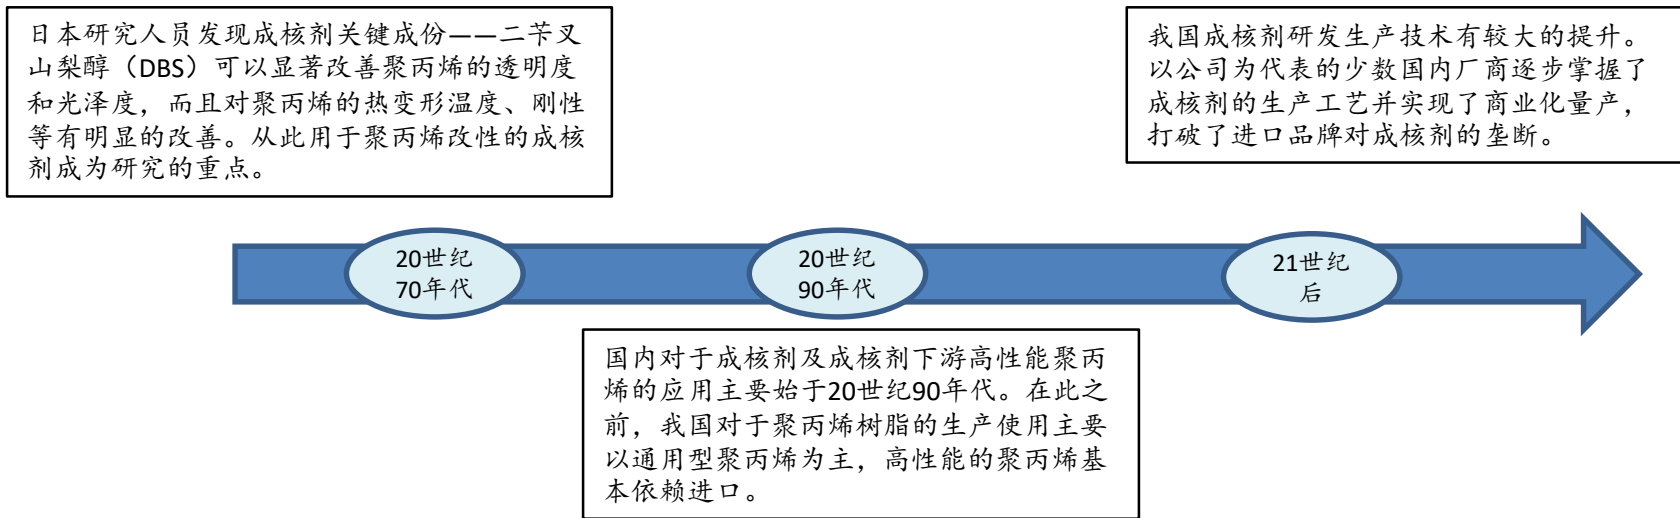 日本研究人员发现成核剂关键成份——二苄叉
山梨醇（DBS）可以显著改善聚丙烯的透明度
和光泽度，而且对聚丙烯的热变形温度、刚性
等有明显的改善。从此用于聚丙烯改性的成核
剂成为研究的重点。
我国成核剂研发生产技术有较大的提升。
以公司为代表的少数国内厂商逐步掌握了
成核剂的生产工艺并实现了商业化量产，
打破了进口品牌对成核剂的垄断。
20世纪
70年代
20世纪
90年代
21世纪
后
国内对于成核剂及成核剂下游高性能聚丙
烯的应用主要始于20世纪90年代。在此之
前，我国对于聚丙烯树脂的生产使用主要
以通用型聚丙烯为主，高性能的聚丙烯基
本依赖进口。